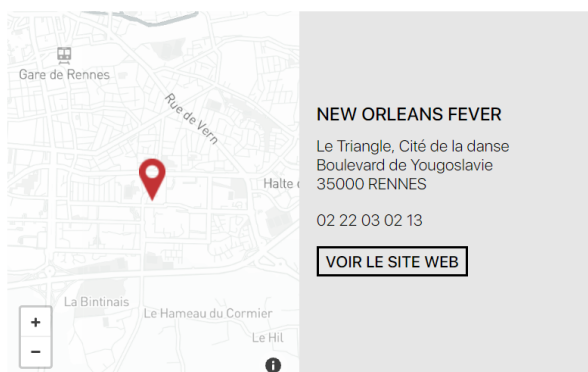 Gare de Rennes
Rue de Vern
Halte
La Bintinais
Le Hameau du Cormier
Le Hil
+
−
NEW ORLEANS FEVER
Le Triangle, Cité de la danse
Boulevard de Yougoslavie
35000 RENNES
02 22 03 02 13
VOIR LE SITE WEB